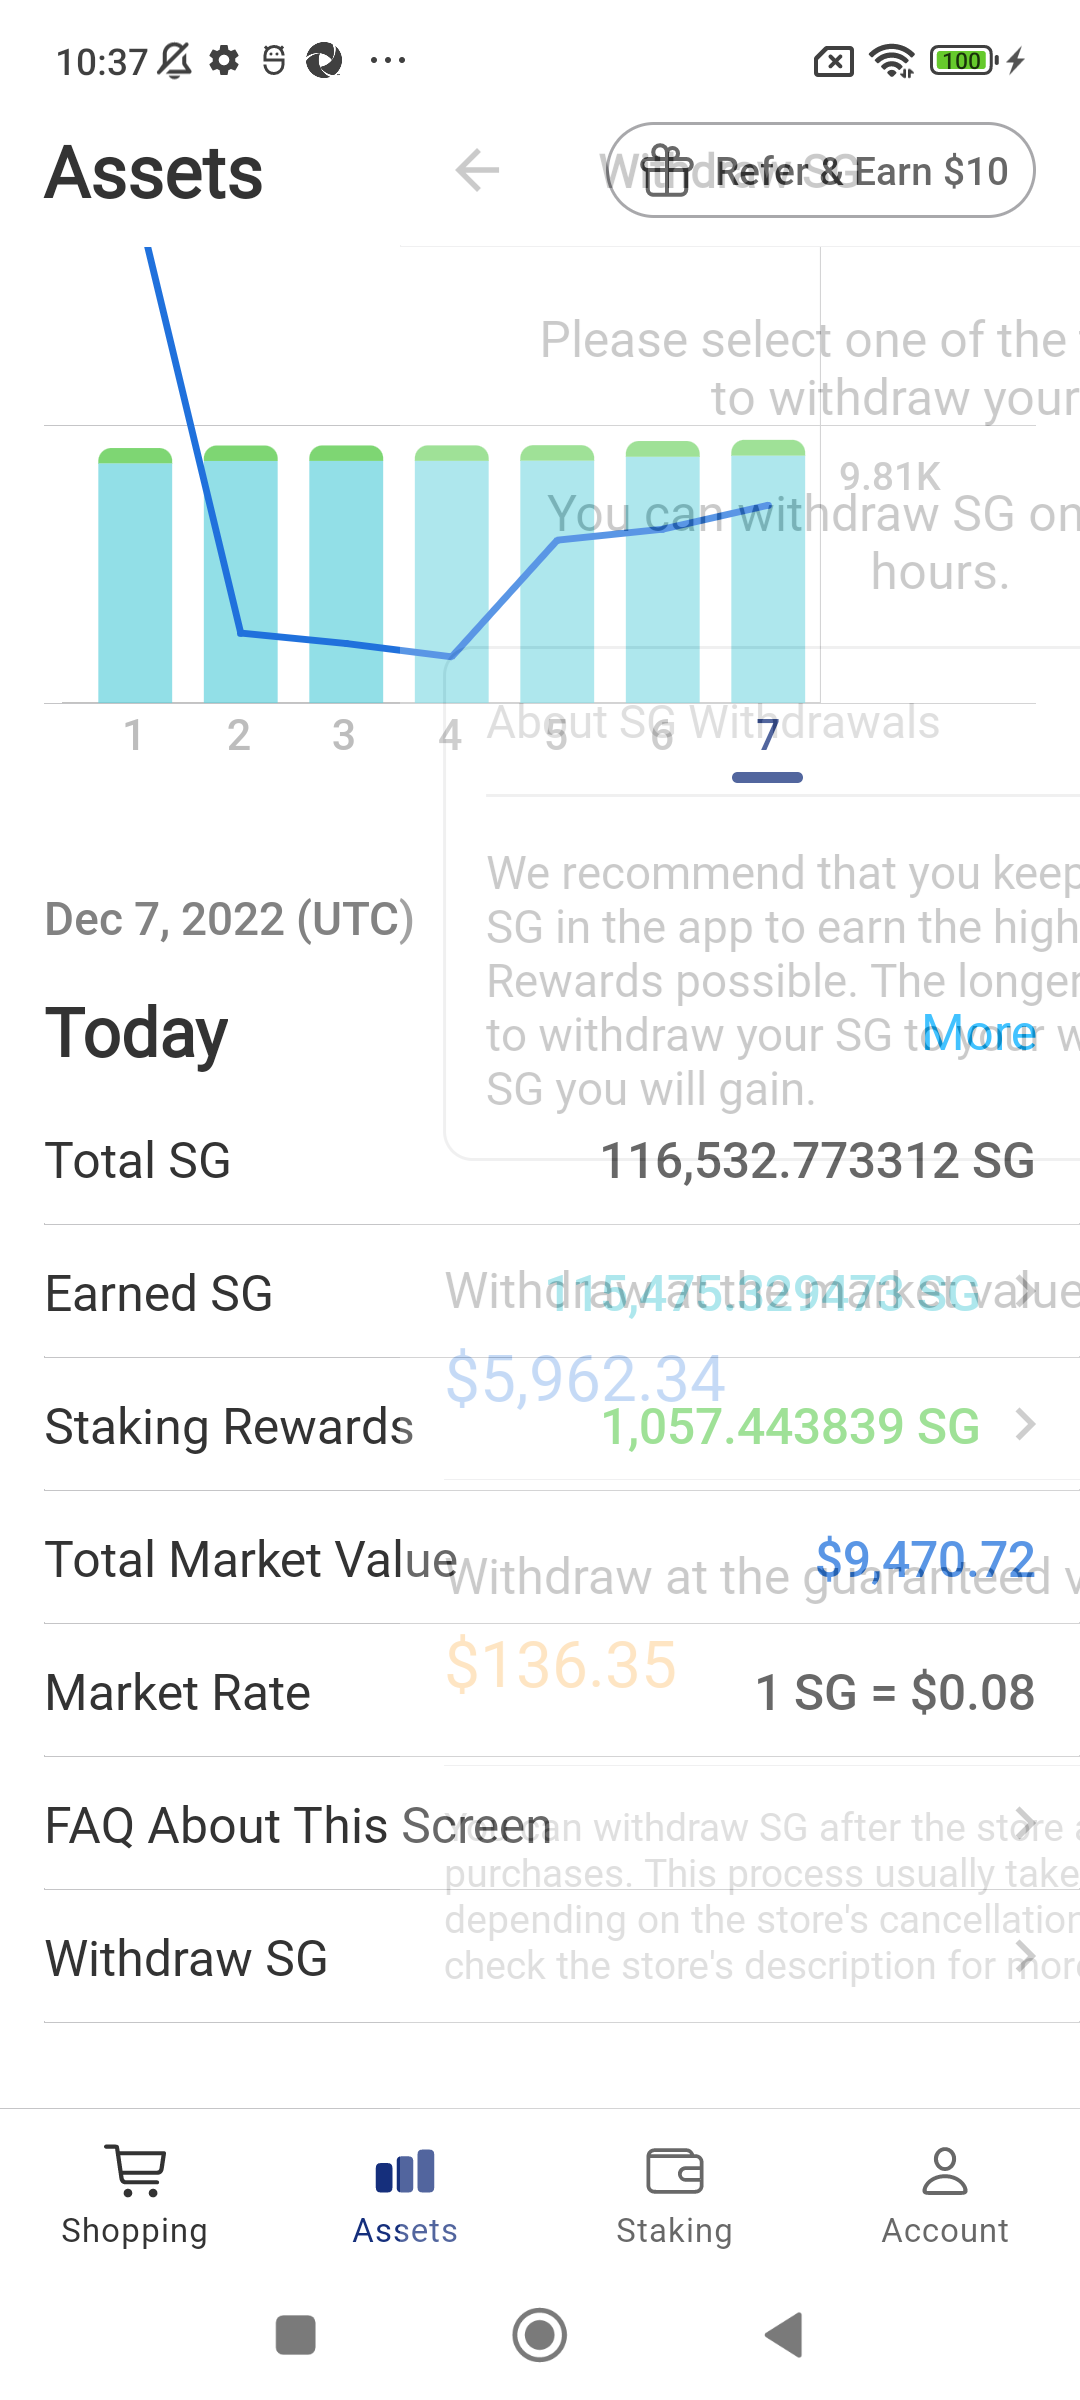 10:37
100
Assets
Withdraw SG
Refer & Earn $10
Please select one of the
to withdraw your
9.81K
You can withdraw SG on
hours.
1 2 3 4 5 6 7
About SG Withdrawals
We recommend that you keep
Dec 7, 2022 (UTC)
SG in the app to earn the high
Rewards possible. The longer
Today
to withdraw your SG to your w
More
SG you will gain.
Total SG
116,532.773312 SG
Earned SG
115,475.329473 SG
Withdraw at the market value
$5,962.34
Staking Rewards
1,057.443839 SG
Total Market Value
$9,470.72
Withdraw at the guaranteed v
$136.35
Market Rate
1 SG = $0.08
FAQ About This Screen
You can withdraw SG after the store a
purchases. This process usually take
depending on the store's cancellation
Withdraw SG
check the store's description for more
Shopping
Assets
Staking
Account